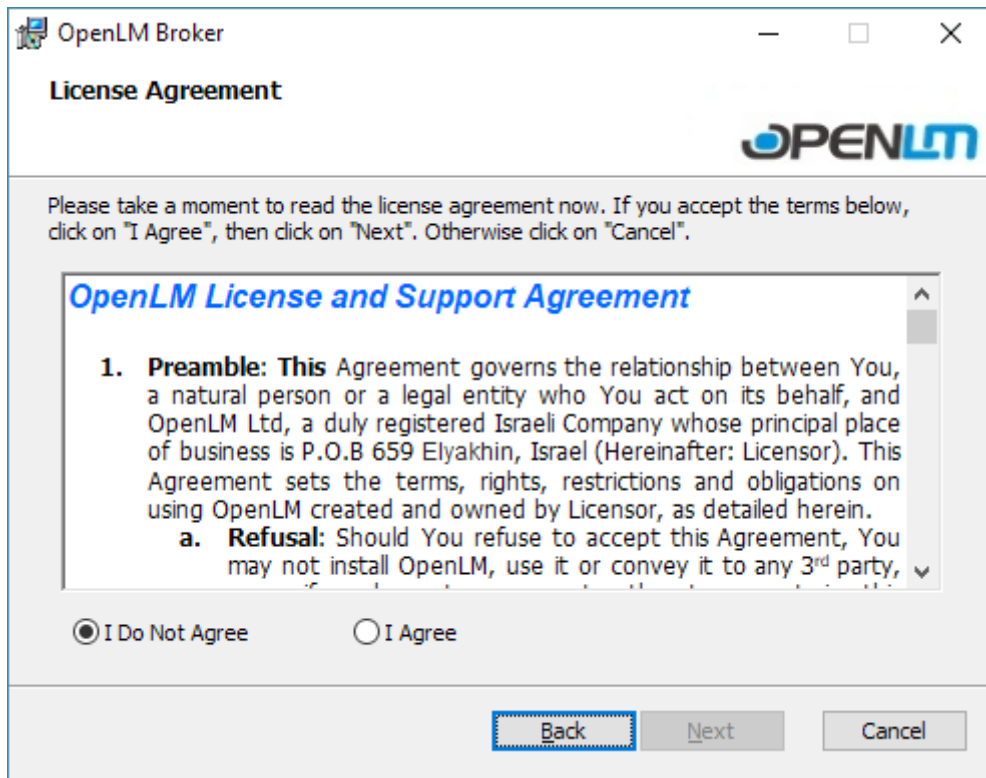 OpenLM Broker
License Agreement
OPENLM
Please take a moment to read the license agreement now. If you accept the terms below,
click on "I Agree", then click on "Next". Otherwise click on "Cancel".
OpenLM License and Support Agreement
1. Preamble: This Agreement governs the relationship between You,
a natural person or a legal entity who You act on its behalf, and
OpenLM Ltd, a duly registered Israeli Company whose principal place
of business is P.O.B 659 Elyakhin, Israel (Hereinafter: Licensor). This
Agreement sets the terms, rights, restrictions and obligations on
using OpenLM created and owned by Licensor, as detailed herein.
a. Refusal: Should You refuse to accept this Agreement, You
may not install OpenLM, use it or convey it to any 3rd party,
I Do Not Agree
I Agree
Back
Next
Cancel